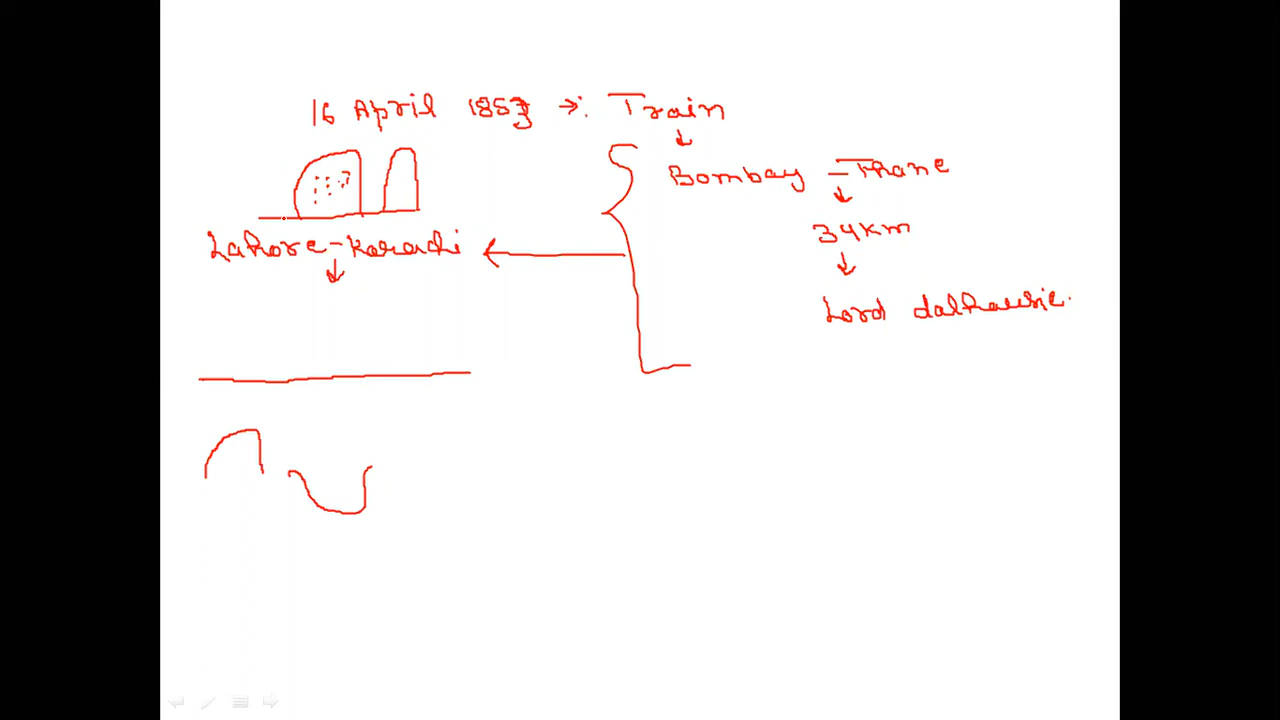 16 April 1853 →: Train
↓
Bombay - Thane
↓
34km
↓
Lord dalhousie.
Lahore - Karachi ←
↓